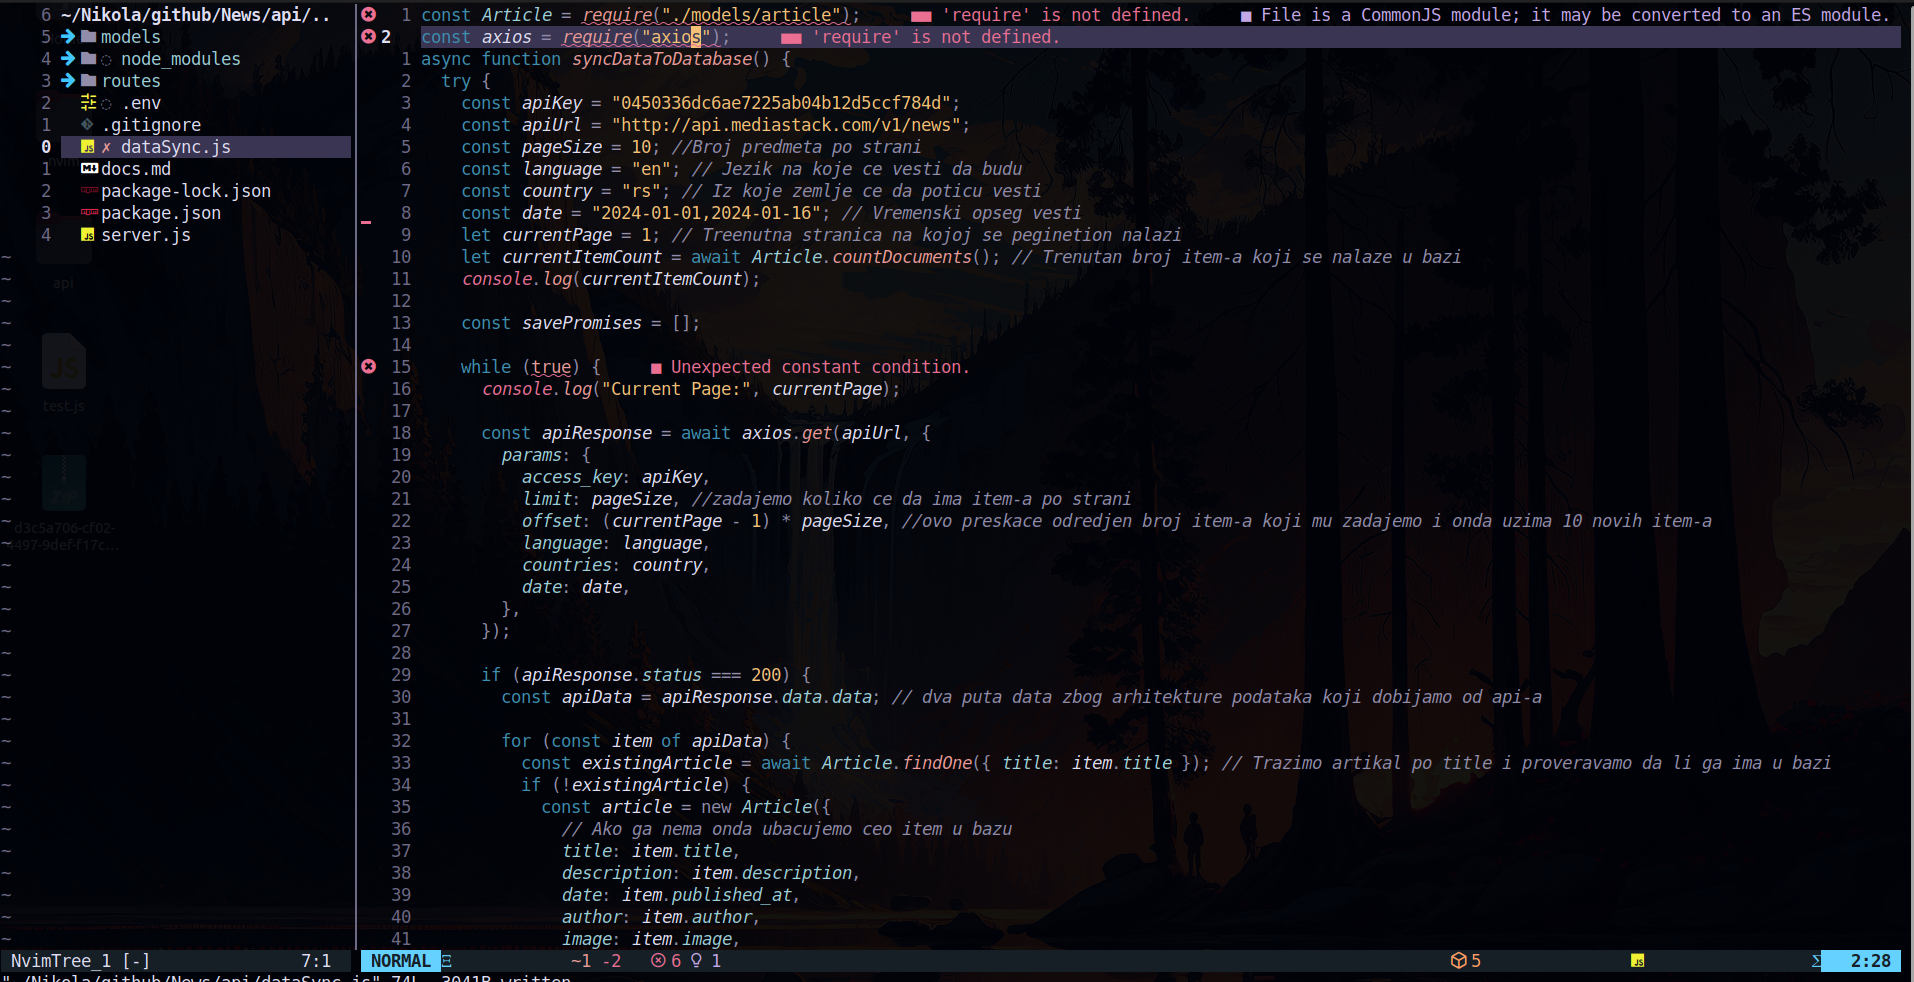 6 ~/Nikola/github/News/api/..
5 models
4 node_modules
3 routes
2 .env
1 .gitignore
0 ✗ dataSync.js
1 docs.md
2 package-lock.json
3 package.json
4 server.js
api
test.js
d3c5a706-cf02-
4497-9def-f17c...
1 const Article = require("./models/article"); 'require' is not defined. ■ File is a CommonJS module; it may be converted to an ES module.
2 const axios = require("axios"); 'require' is not defined.
1 async function syncDataToDatabase() {
2 try {
3 const apiKey = "0450336dc6ae7225ab04b12d5ccf784d";
4 const apiUrl = "http://api.mediastack.com/v1/news";
5 const pageSize = 10; //Broj predmeta po strani
6 const language = "en"; // Jezik na koje ce vesti da budu
7 const country = "rs"; // Iz koje zemlje ce da poticu vesti
8 const date = "2024-01-01,2024-01-16"; // Vremenski opseg vesti
9 let currentPage = 1; // Treenutna stranica na kojoj se peginetion nalazi
10 let currentItemCount = await Article.countDocuments(); // Trenutan broj item-a koji se nalaze u bazi
11 console.log(currentItemCount);
12
13 const savePromises = [];
14
15 while (true) { ■ Unexpected constant condition.
16 console.log("Current Page:", currentPage);
17
18 const apiResponse = await axios.get(apiUrl, {
19 params: {
20 access_key: apiKey,
21 limit: pageSize, //zadajemo koliko ce da ima item-a po strani
22 offset: (currentPage - 1) * pageSize, //ovo preskace odredjen broj item-a koji mu zadajemo i onda uzima 10 novih item-a
23 language: language,
24 countries: country,
25 date: date,
26 },
27 });
28
29 if (apiResponse.status === 200) {
30 const apiData = apiResponse.data.data; // dva puta data zbog arhitekture podataka koji dobijamo od api-a
31
32 for (const item of apiData) {
33 const existingArticle = await Article.findOne({ title: item.title }); // Trazimo artikal po title i proveravamo da li ga ima u bazi
34 if (!existingArticle) {
35 const article = new Article({
36 // Ako ga nema onda ubacujemo ceo item u bazu
37 title: item.title,
38 description: item.description,
39 date: item.published_at,
40 author: item.author,
41 image: item.image,
NvimTree_1 [-] 7:1
NORMAL ~1 -2 6 1 5 JS 2:28
"~/Nikola/github/News/api/dataSync.js" 74L, 3041B written